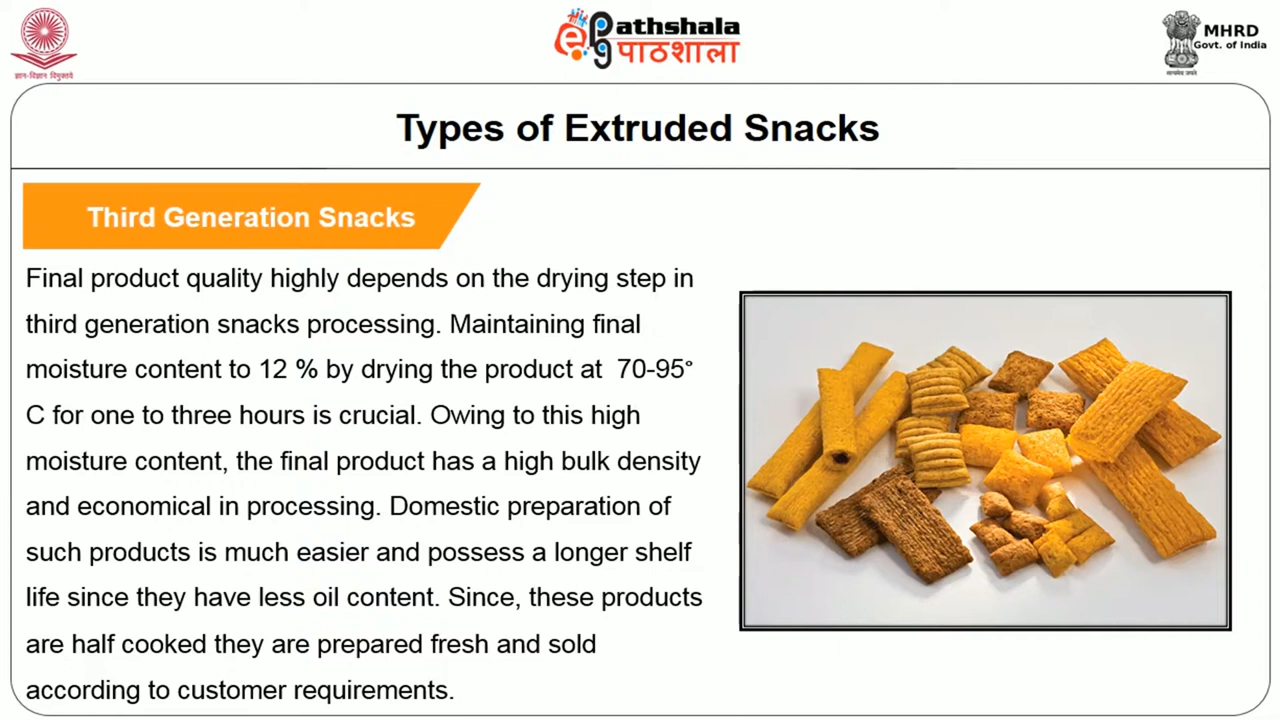 ज्ञान-विज्ञान विमुक्तये
ePG Pathshala
पाठशाला
सत्यमेव जयते
MHRD
Govt. of India
Types of Extruded Snacks
Third Generation Snacks
Final product quality highly depends on the drying step in
third generation snacks processing. Maintaining final
moisture content to 12 % by drying the product at 70-95°
C for one to three hours is crucial. Owing to this high
moisture content, the final product has a high bulk density
and economical in processing. Domestic preparation of
such products is much easier and possess a longer shelf
life since they have less oil content. Since, these products
are half cooked they are prepared fresh and sold
according to customer requirements.